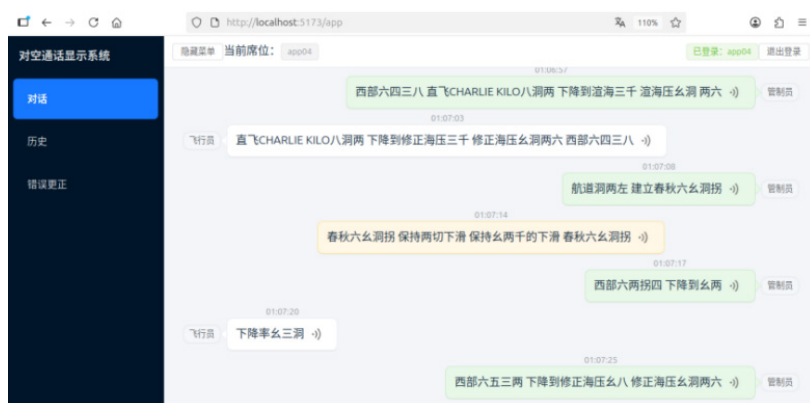 http://localhost:5173/app
110%
对空通话显示系统
隐藏菜单 当前席位： app04
已登录：app04 退出登录
对话
历史
错误更正
01:06:57
西部六四三八 直飞CHARLIE KILO八洞两 下降到渲海三千 渲海压幺洞 两六
管制员
01:07:03
飞行员
直飞CHARLIE KILO八洞两 下降到修正海压三千 修正海压幺洞两六 西部六四三八
01:07:08
航道洞两左 建立春秋六幺洞拐
管制员
01:07:14
春秋六幺洞拐 保持两切下滑 保持幺两千的下滑 春秋六幺洞拐
01:07:17
西部六两拐四 下降到幺两
管制员
01:07:20
飞行员
下降率幺三洞
01:07:25
西部六五三两 下降到修正海压幺八 修正海压幺洞两六
管制员